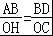 AB/OH = BD/OC